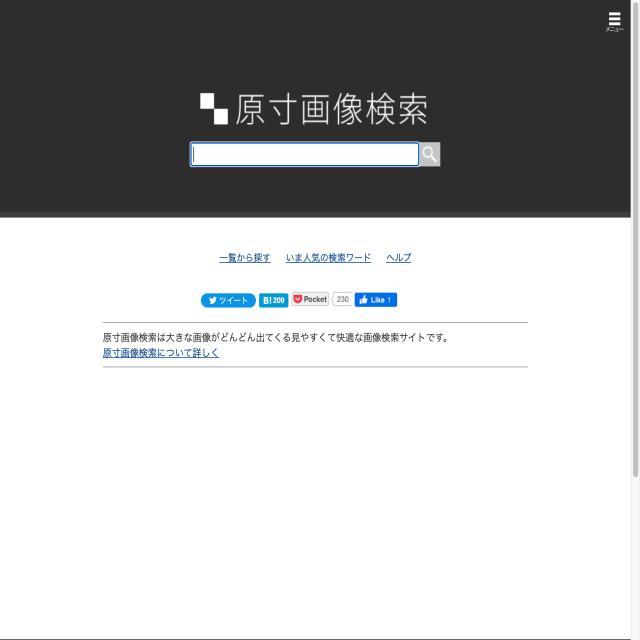 メニュー
原寸画像検索
一覧から探す いま人気の検索ワード ヘルプ
ツイート B! 209 Pocket 230 Like 1
原寸画像検索は大きな画像がどんどん出てくる見やすくて快適な画像検索サイトです。
原寸画像検索について詳しく